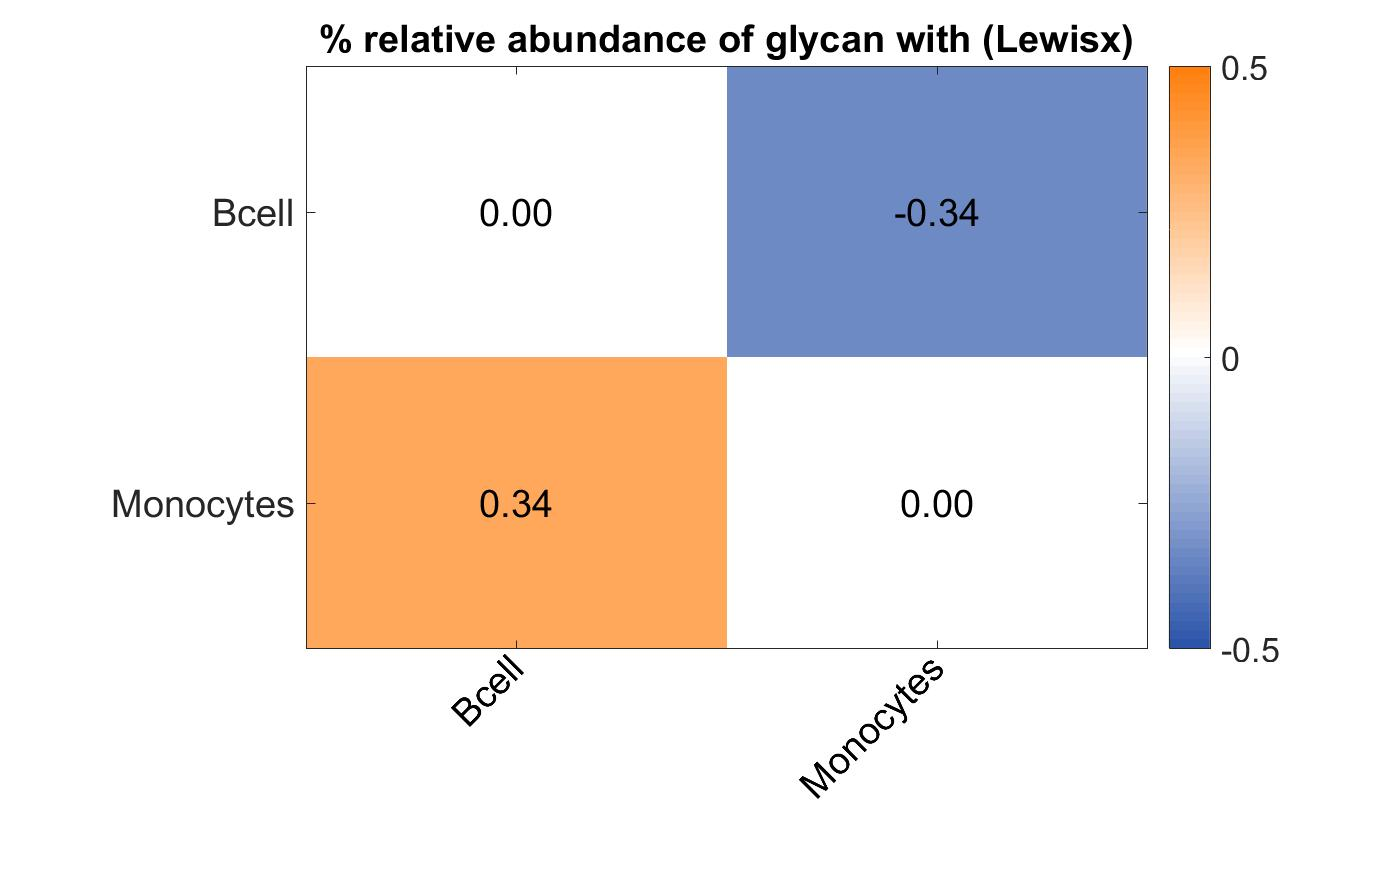 % relative abundance of glycan with (Lewisx)
0.5
Bcell
0.00
-0.34
0
Monocytes
0.34
0.00
-0.5
Bcell
Monocytes